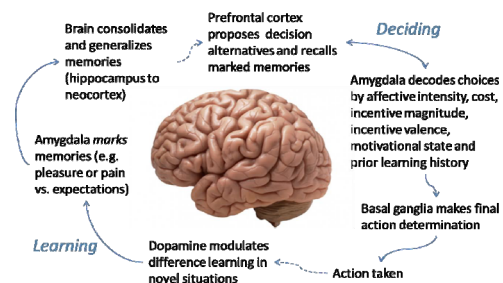 Brain consolidates
and generalizes
memories
(hippocampus to
neocortex)
Prefrontal cortex
proposes decision
alternatives and recalls
marked memories
Deciding
Amygdala decodes choices
by affective intensity, cost,
incentive magnitude,
incentive valence,
motivational state and
prior learning history
Basal ganglia makes final
action determination
Action taken
Dopamine modulates
difference learning in
novel situations
Learning
Amygdala marks
memories (e.g.
pleasure or pain
vs. expectations)